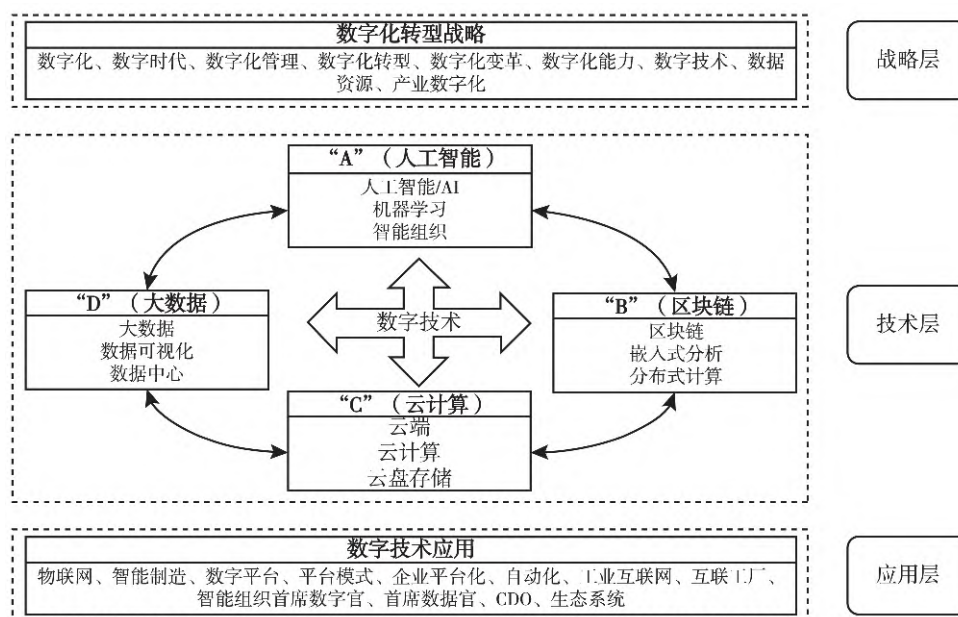 数字化转型战略
数字化、数字时代、数字化管理、数字化转型、数字化变革、数字化能力、数字技术、数据
资源、产业数字化
战略层
“A”（人工智能）
人工智能/AI
机器学习
智能组织
“D”（大数据）
大数据
数据可视化
数据中心
数字技术
“B”（区块链）
区块链
嵌入式分析
分布式计算
技术层
“C”（云计算）
云端
云计算
云盘存储
数字技术应用
物联网、智能制造、数字平台、平台模式、企业平台化、自动化、工业互联网、互联工厂、
智能组织首席数字官、首席数据官、CDO、生态系统
应用层